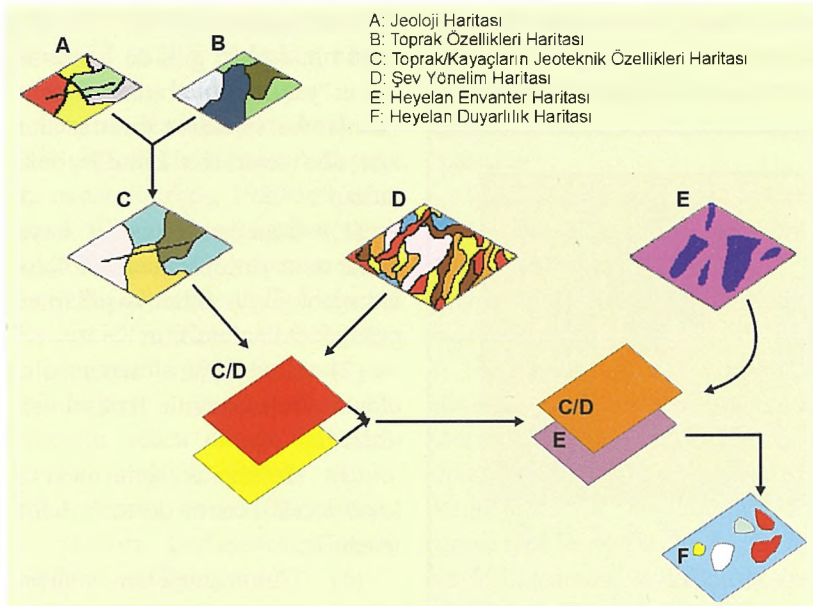 A: Jeoloji Haritası
B: Toprak Özellikleri Haritası
C: Toprak/Kayaçların Jeoteknik Özellikleri Haritası
D: Şev Yönelim Haritası
E: Heyelan Envanter Haritası
F: Heyelan Duyarlılık Haritası
A
B
C
D
E
C/D
C/D
E
F